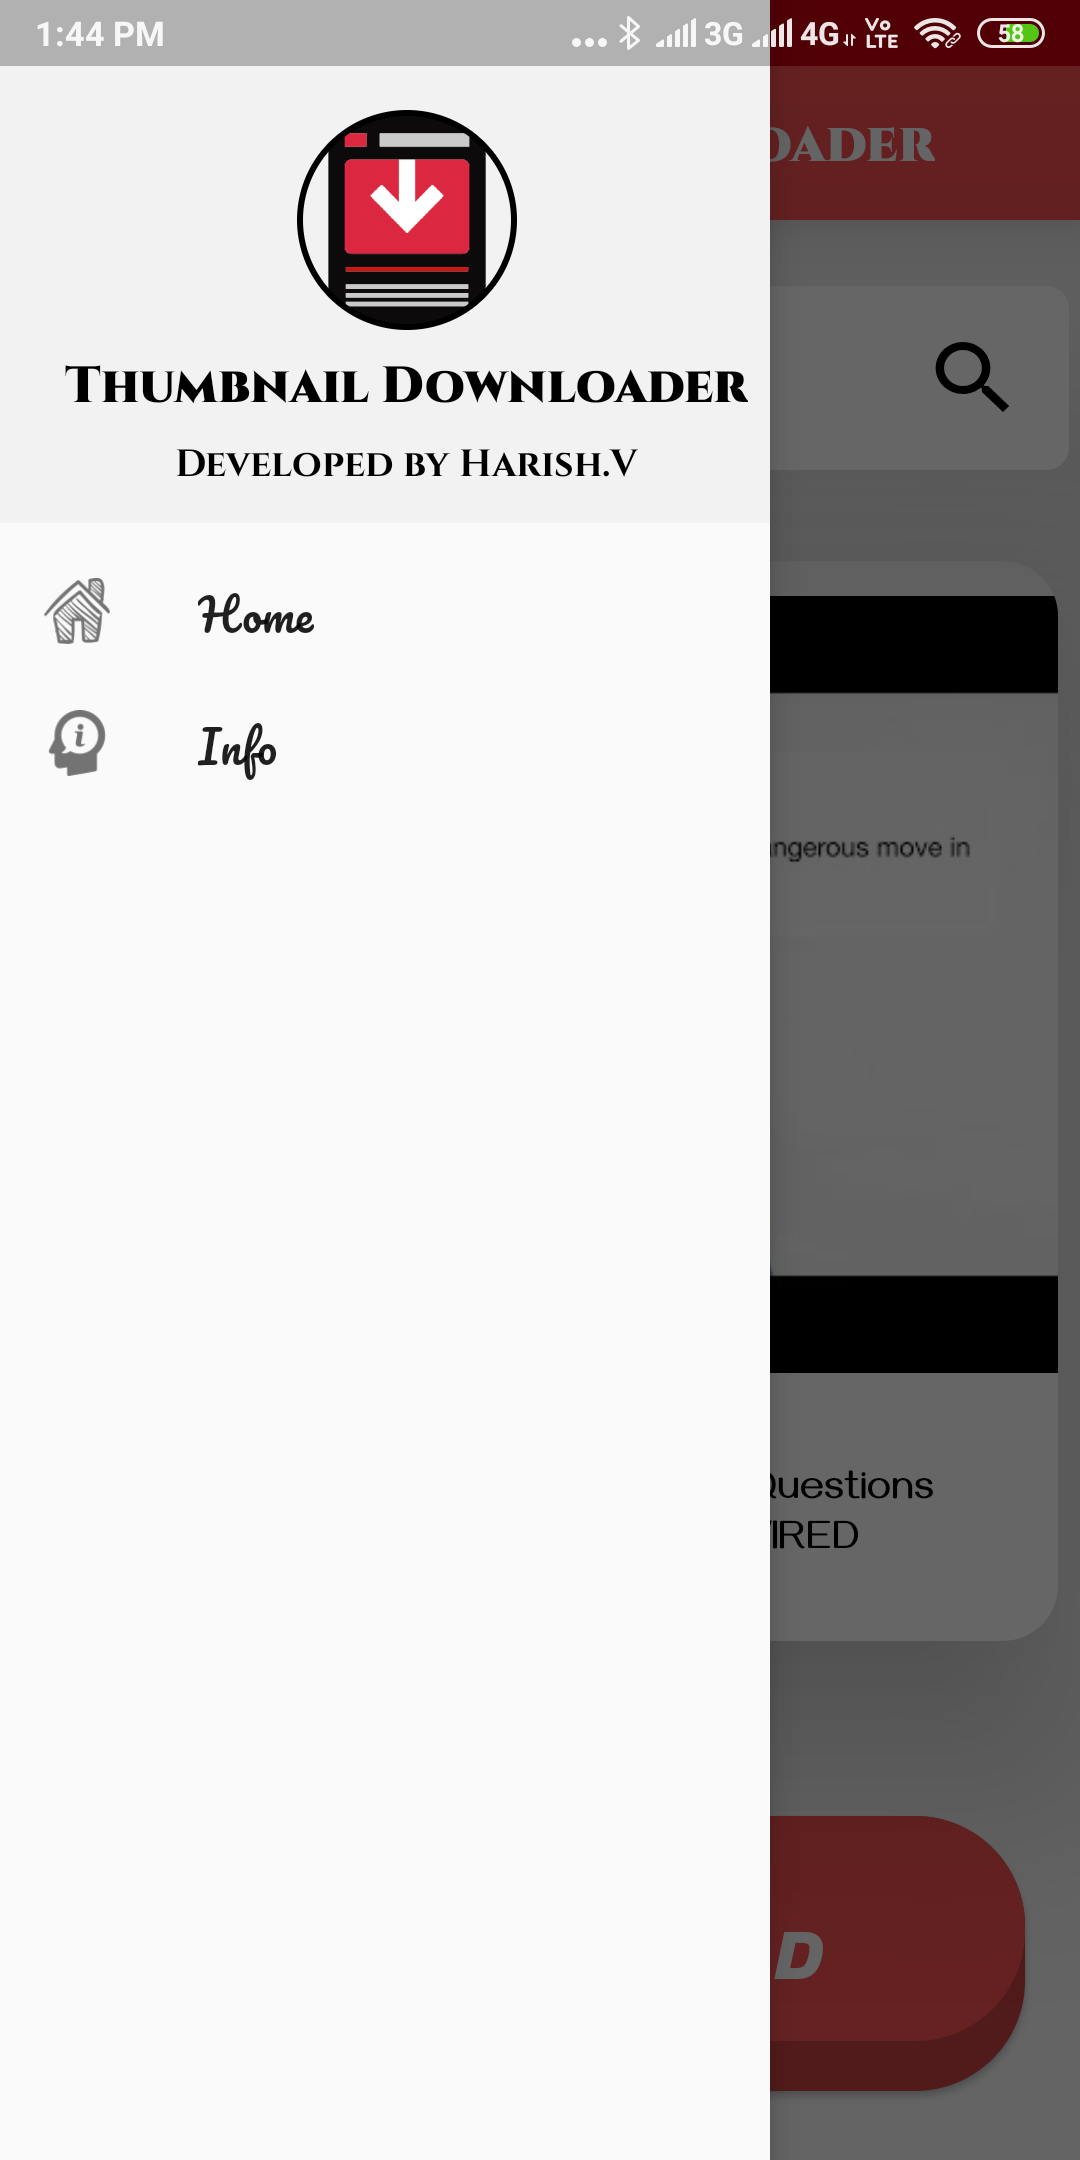 1:44 PM ... 3G 4G Vo LTE 58
OADER
THUMBNAIL DOWNLOADER
DEVELOPED BY HARISH.V
Home
i Info
ngerous move in
uestions
IRED
D